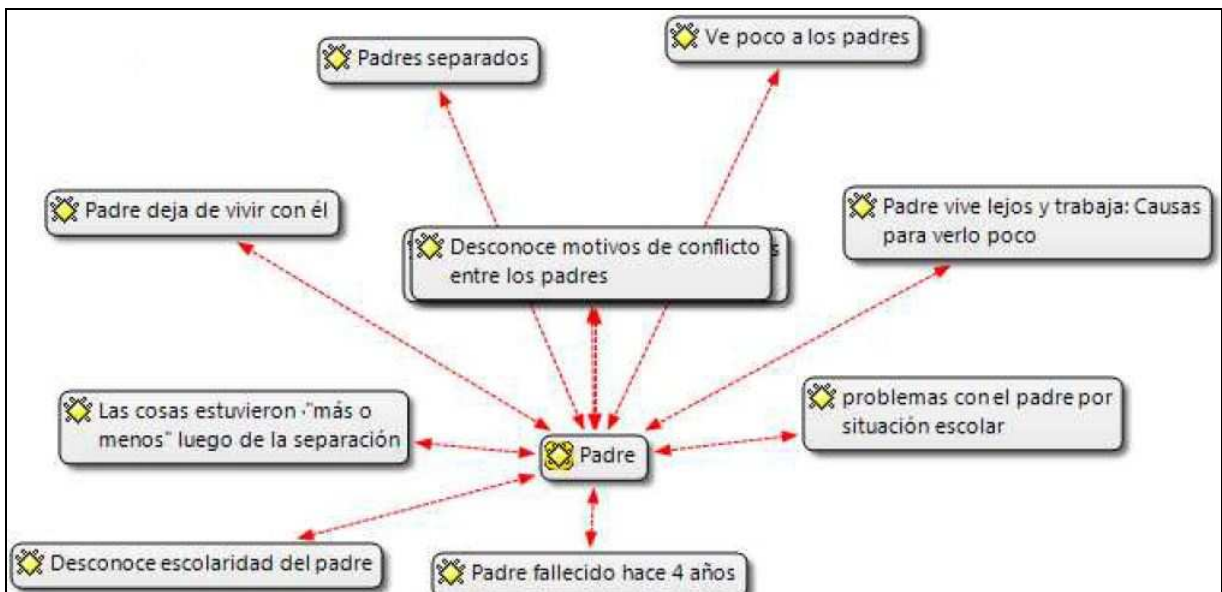 Ve poco a los padres
Padres separados
Padre deja de vivir con él
Padre vive lejos y trabaja: Causas
para verlo poco
Desconoce motivos de conflicto
entre los padres
Las cosas estuvieron ·"más o
menos" luego de la separación
problemas con el padre por
situación escolar
Padre
Desconoce escolaridad del padre
Padre fallecido hace 4 años